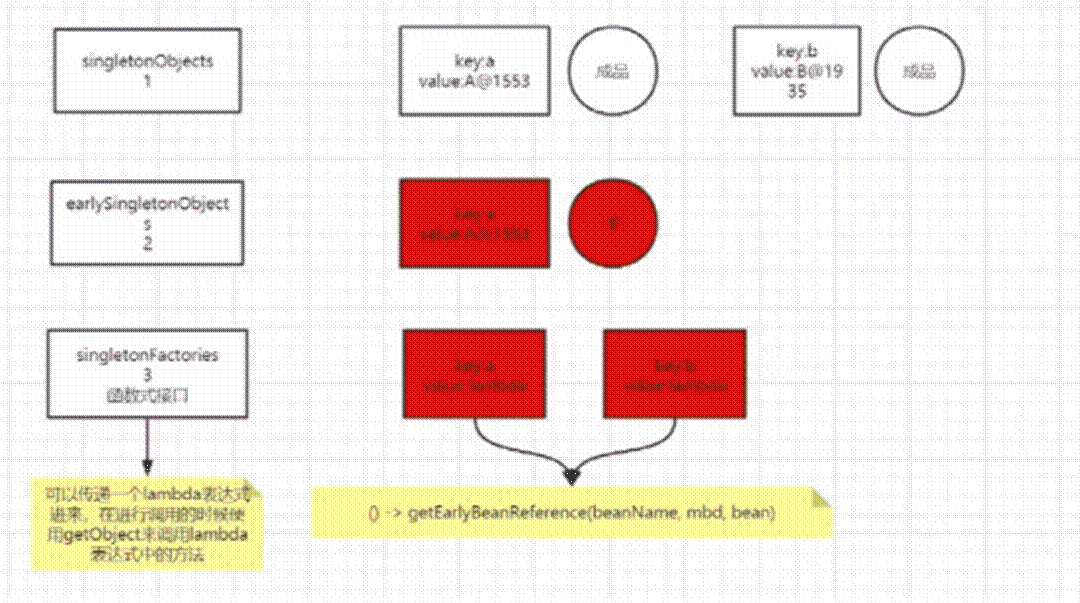 singletonObjects
1
key:a
value:A@1553
成品
key:b
value:B@19
35
成品
earlySingletonObject
s
2
key:a
value:A@1553
singletonFactories
3
函数式接口
key:a
value:lambda
key:b
value:lambda
可以传递一个lambda表达式
进来，在进行调用的时候使
用getObject来调用lambda
表达式中的方法
() -> getEarlyBeanReference(beanName, mbd, bean)